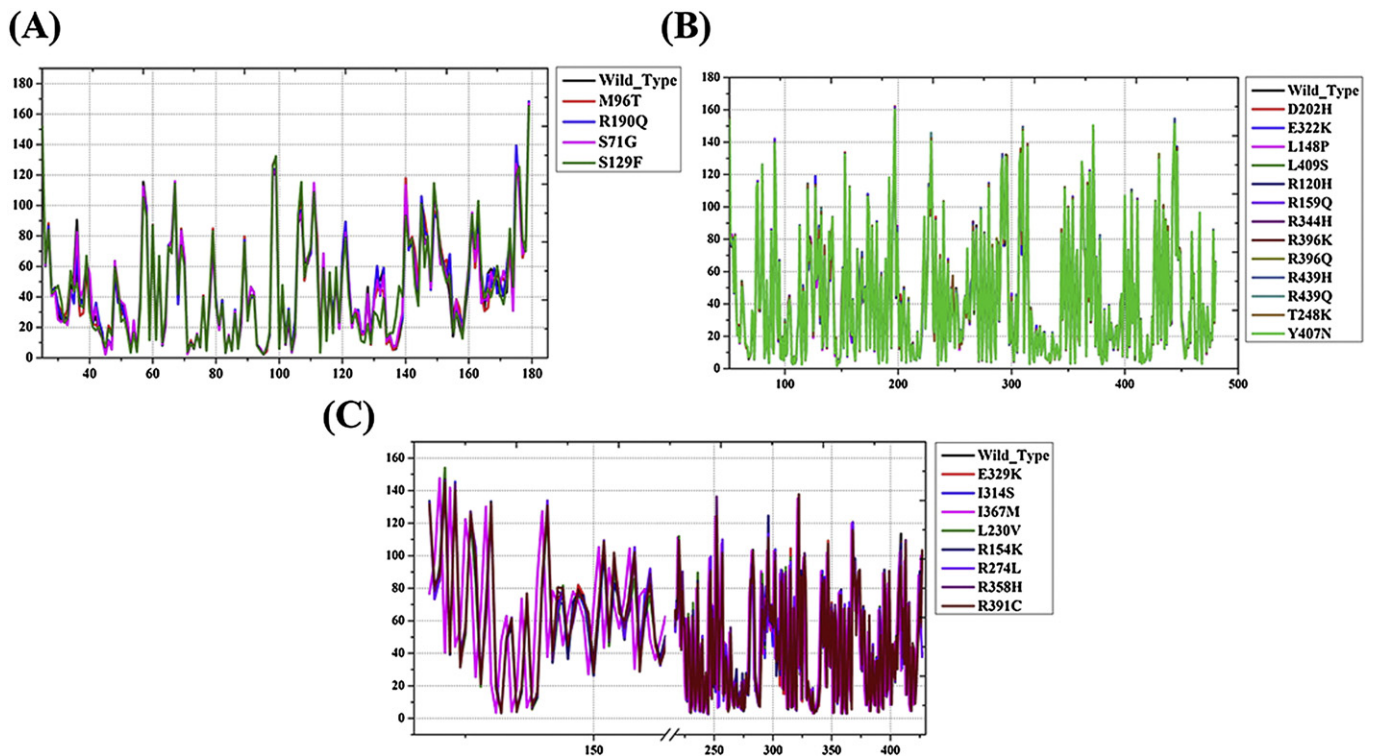 (A)
180
160
140
120
100
80
60
40
20
0
40 60 80 100 120 140 160 180
Wild_Type
M96T
R190Q
S71G
S129F
(B)
180
160
140
120
100
80
60
40
20
0
100 200 300 400 500
Wild_Type
D202H
E322K
L148P
L409S
R120H
R159Q
R344H
R396K
R396Q
R439H
R439Q
T248K
Y407N
(C)
160
140
120
100
80
60
40
20
0
150 250 300 350 400
Wild_Type
E329K
I314S
I367M
L230V
R154K
R274L
R358H
R391C